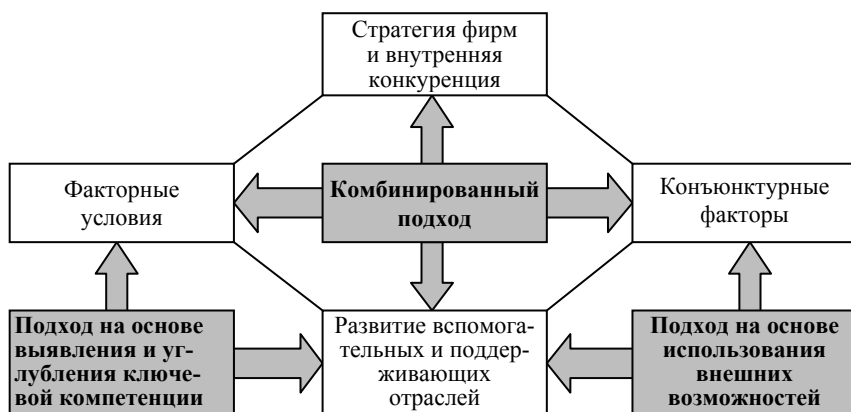 Стратегия фирм
и внутренняя
конкуренция
Факторные
условия
Комбинированный
подход
Конъюнктурные
факторы
Подход на основе
выявления и уг-
лубления ключе-
вой компетенции
Развитие вспомога-
тельных и поддер-
живающих
отраслей
Подход на основе
использования
внешних
возможностей